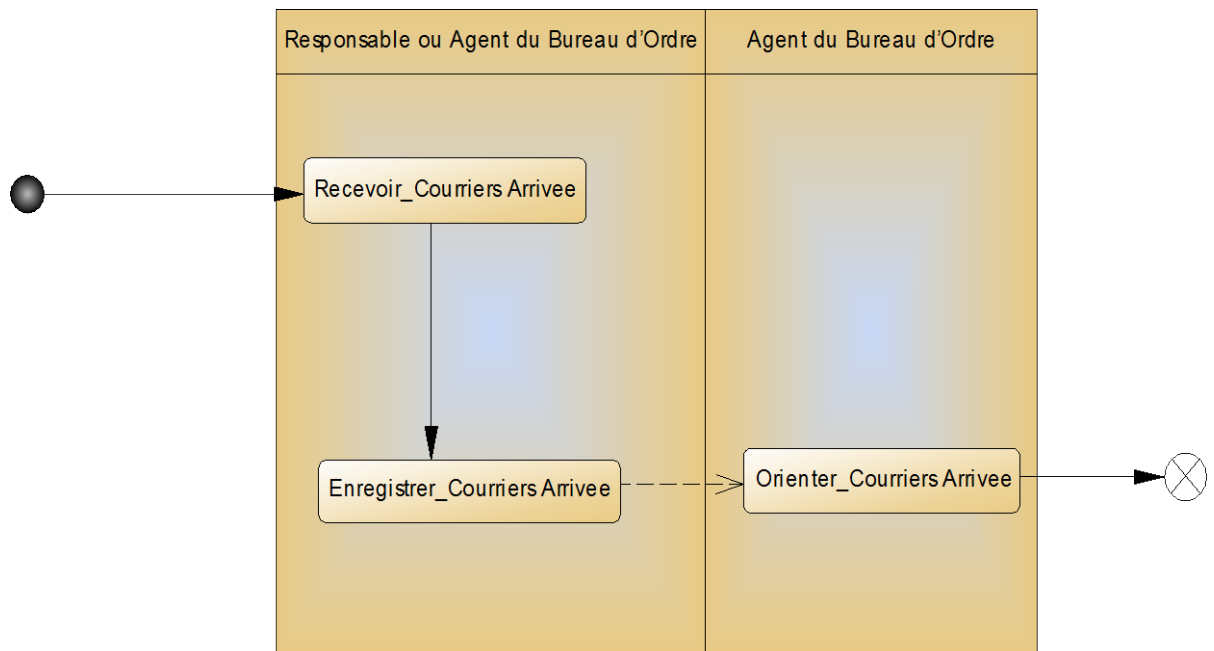 Responsable ou Agent du Bureau d'Ordre
Agent du Bureau d'Ordre
Recevoir_Courriers Arrivee
Enregistrer_Courriers Arrivee
Orienter_Courriers Arrivee